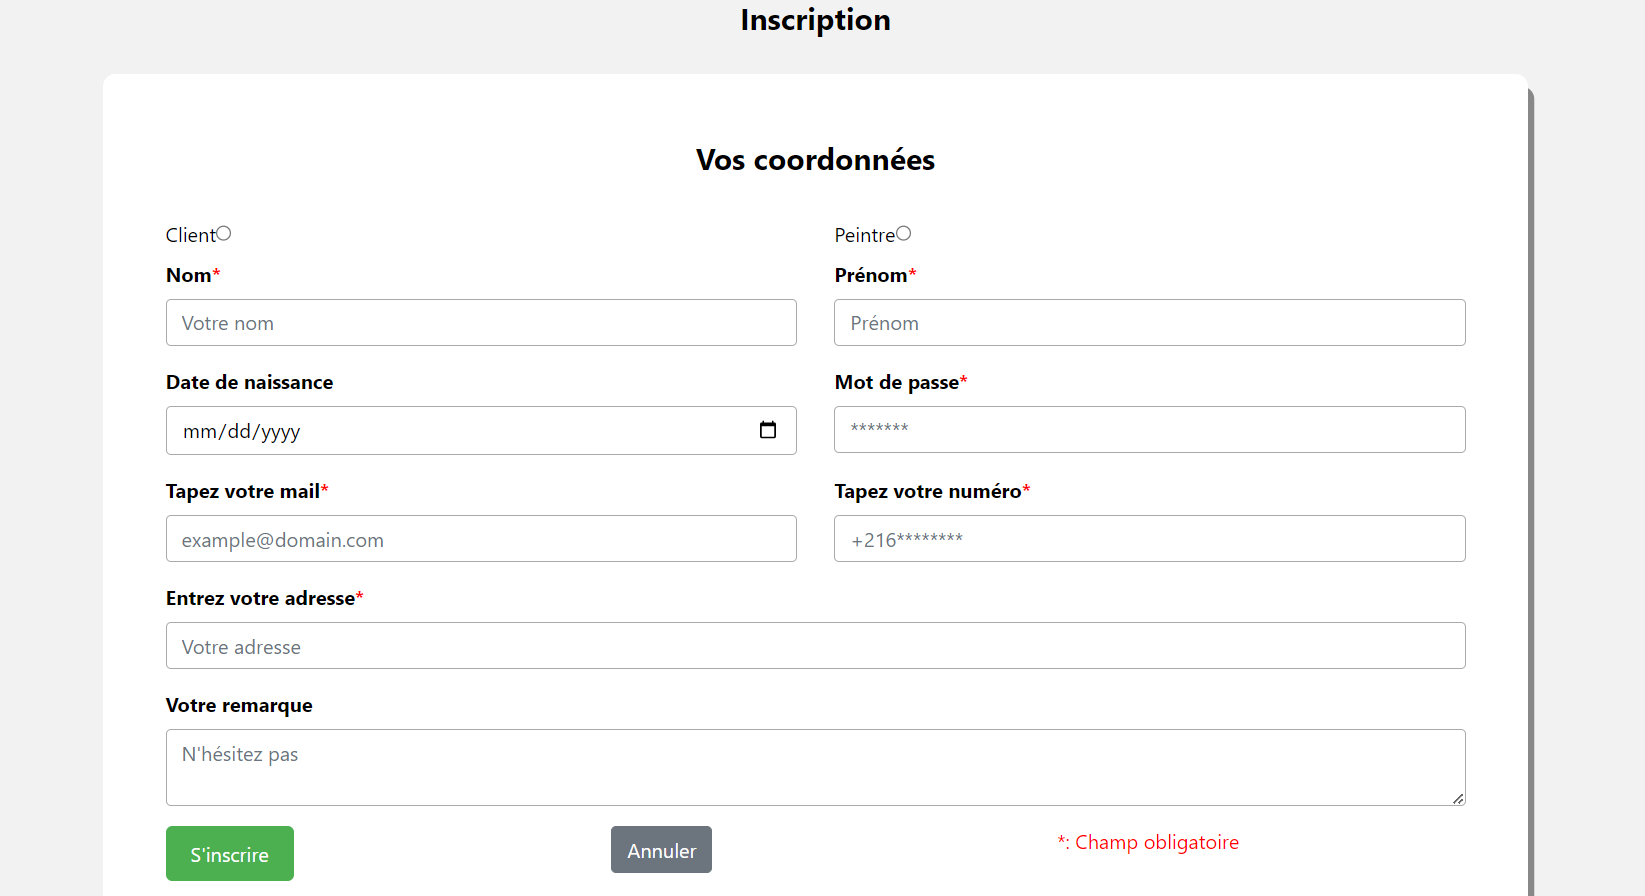 Inscription
Vos coordonnées
Client Peintre
Nom* Prénom*
Votre nom Prénom
Date de naissance Mot de passe*
mm/dd/yyyy *******
Tapez votre mail* Tapez votre numéro*
example@domain.com +216********
Entrez votre adresse*
Votre adresse
Votre remarque
N'hésitez pas
S'inscrire Annuler *: Champ obligatoire